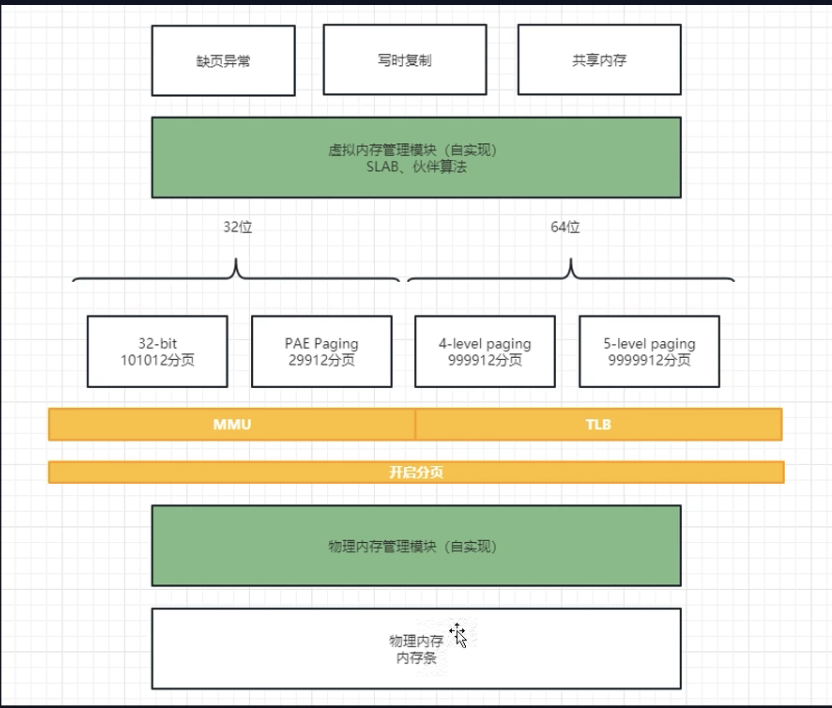 缺页异常
写时复制
共享内存
虚拟内存管理模块（自实现）
SLAB、伙伴算法
32位
64位
32-bit
101012分页
PAE Paging
29912分页
4-level paging
999912分页
5-level paging
9999912分页
MMU
TLB
开启分页
物理内存管理模块（自实现）
物理内存
内存条